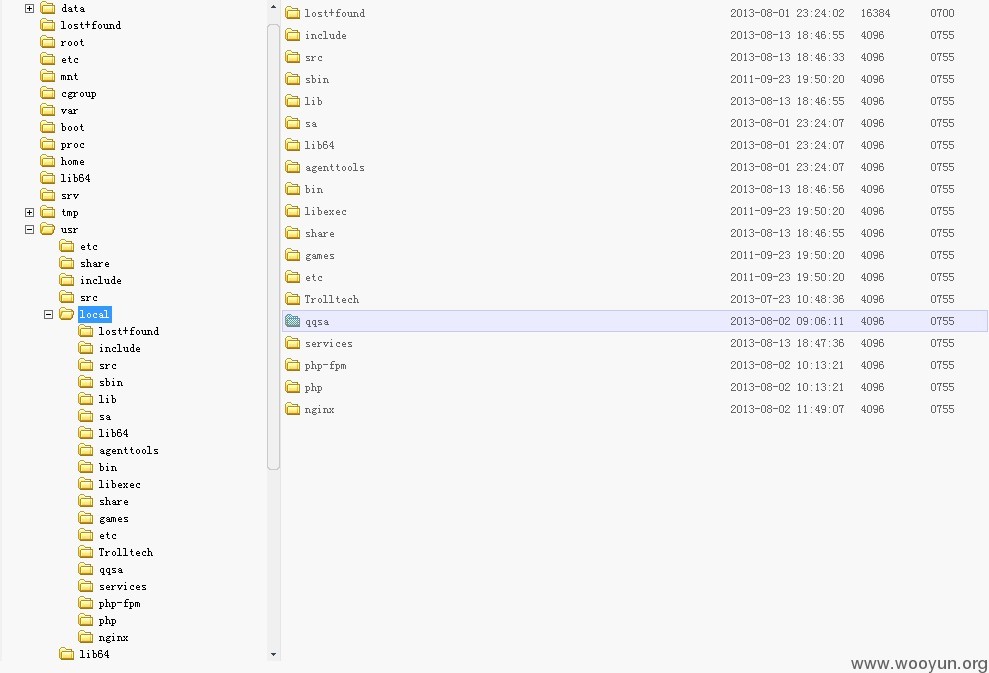 data
lost+found
root
etc
mnt
cgroup
var
boot
proc
home
lib64
srv
tmp
usr
etc
share
include
src
local
lost+found
include
src
sbin
lib
sa
lib64
agenttools
bin
libexec
share
games
etc
Trolltech
qqsa
services
php-fpm
php
nginx
lib64
lost+found 2013-08-01 23:24:02 16384 0700
include 2013-08-13 18:46:55 4096 0755
src 2013-08-13 18:46:33 4096 0755
sbin 2011-09-23 19:50:20 4096 0755
lib 2013-08-13 18:46:55 4096 0755
sa 2013-08-01 23:24:07 4096 0755
lib64 2013-08-01 23:24:07 4096 0755
agenttools 2013-08-01 23:24:07 4096 0755
bin 2013-08-13 18:46:56 4096 0755
libexec 2011-09-23 19:50:20 4096 0755
share 2013-08-13 18:46:55 4096 0755
games 2011-09-23 19:50:20 4096 0755
etc 2011-09-23 19:50:20 4096 0755
Trolltech 2013-07-23 10:48:36 4096 0755
qqsa 2013-08-02 09:06:11 4096 0755
services 2013-08-13 18:47:36 4096 0755
php-fpm 2013-08-02 10:13:21 4096 0755
php 2013-08-02 10:13:21 4096 0755
nginx 2013-08-02 11:49:07 4096 0755
www.wooyun.org